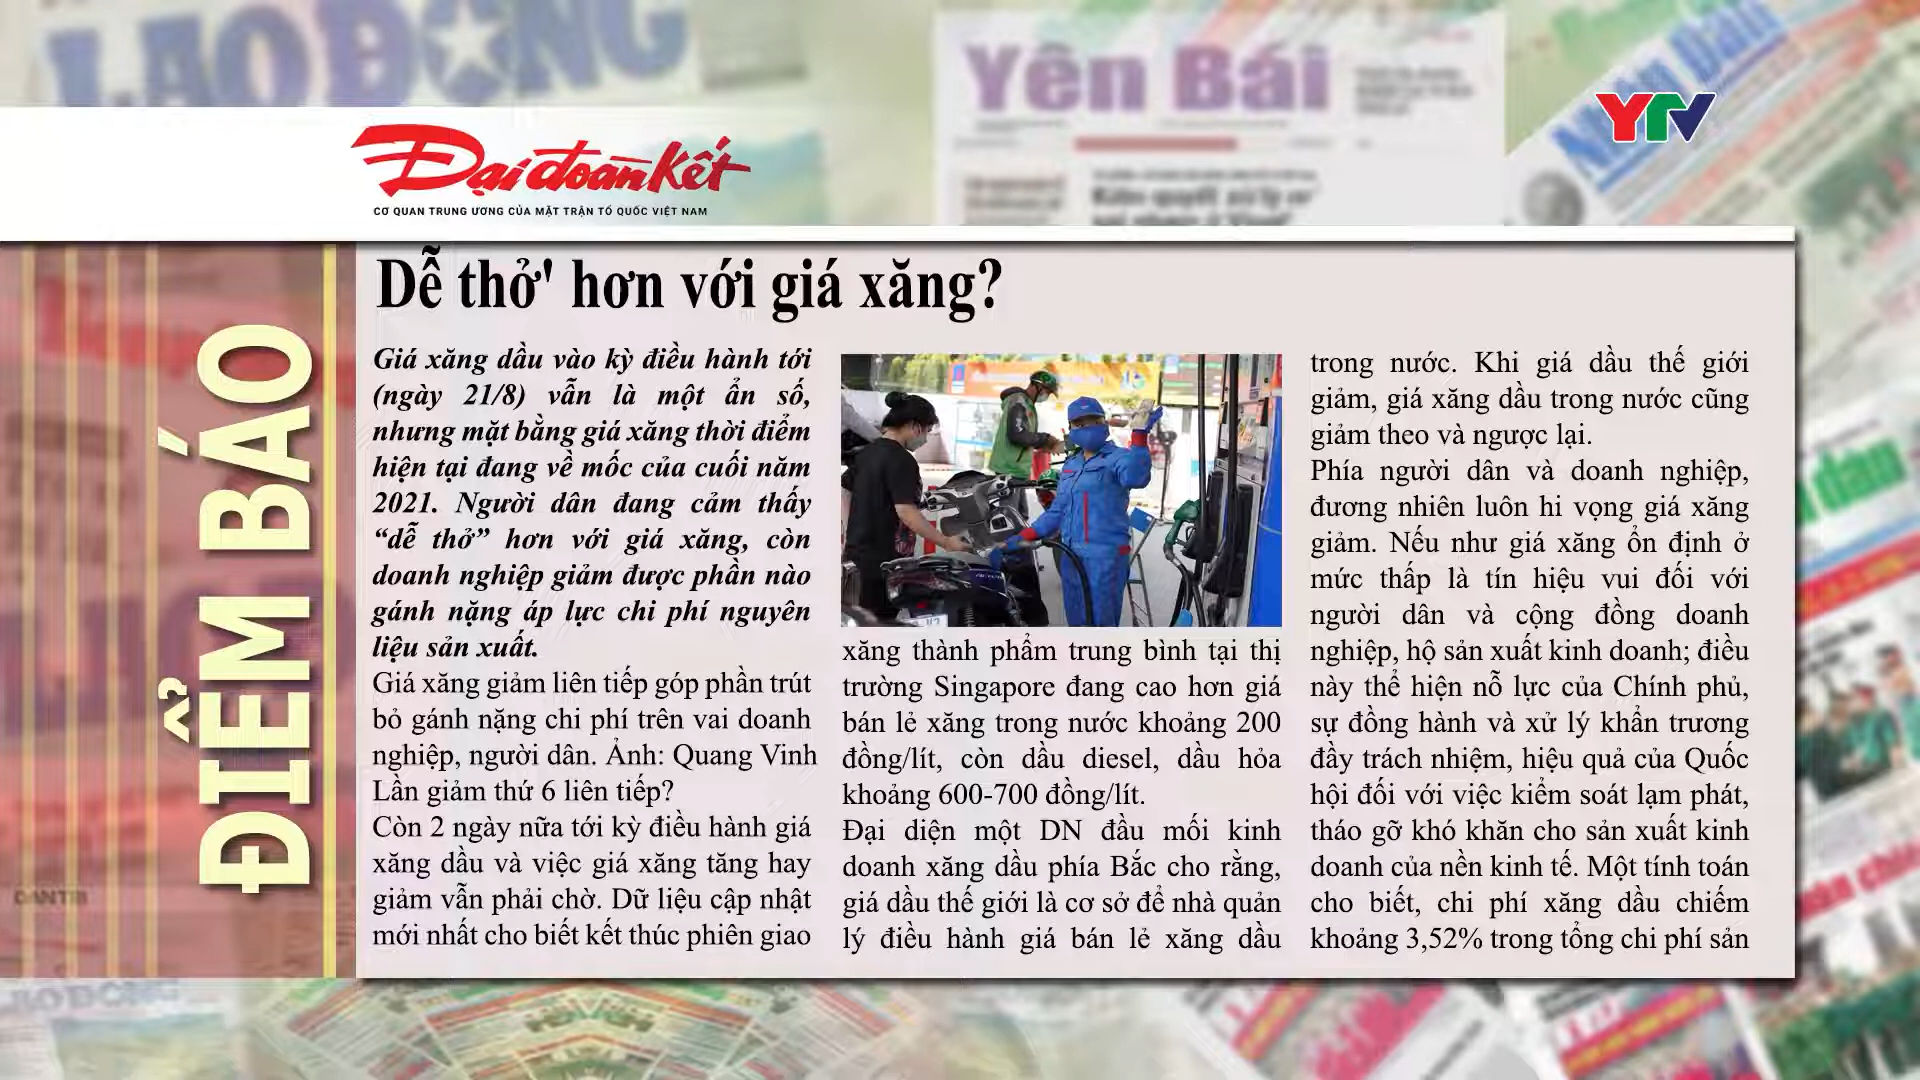 LAO ĐỘNG
Yên Bái
Nhân Dân
YTV
Đại đoàn kết
CƠ QUAN TRUNG ƯƠNG CỦA MẶT TRẬN TỔ QUỐC VIỆT NAM
ĐIỂM BÁO
Dễ thở' hơn với giá xăng?
Giá xăng dầu vào kỳ điều hành tới
(ngày 21/8) vẫn là một ẩn số,
nhưng mặt bằng giá xăng thời điểm
hiện tại đang về mốc của cuối năm
2021. Người dân đang cảm thấy
“dễ thở” hơn với giá xăng, còn
doanh nghiệp giảm được phần nào
gánh nặng áp lực chi phí nguyên
liệu sản xuất.
Giá xăng giảm liên tiếp góp phần trút
bỏ gánh nặng chi phí trên vai doanh
nghiệp, người dân. Ảnh: Quang Vinh
Lần giảm thứ 6 liên tiếp?
Còn 2 ngày nữa tới kỳ điều hành giá
xăng dầu và việc giá xăng tăng hay
giảm vẫn phải chờ. Dữ liệu cập nhật
mới nhất cho biết kết thúc phiên giao
xăng thành phẩm trung bình tại thị
trường Singapore đang cao hơn giá
bán lẻ xăng trong nước khoảng 200
đồng/lít, còn dầu diesel, dầu hỏa
khoảng 600-700 đồng/lít.
Đại diện một DN đầu mối kinh
doanh xăng dầu phía Bắc cho rằng,
giá dầu thế giới là cơ sở để nhà quản
lý điều hành giá bán lẻ xăng dầu
trong nước. Khi giá dầu thế giới
giảm, giá xăng dầu trong nước cũng
giảm theo và ngược lại.
Phía người dân và doanh nghiệp,
đương nhiên luôn hi vọng giá xăng
giảm. Nếu như giá xăng ổn định ở
mức thấp là tín hiệu vui đối với
người dân và cộng đồng doanh
nghiệp, hộ sản xuất kinh doanh; điều
này thể hiện nỗ lực của Chính phủ,
sự đồng hành và xử lý khẩn trương
đầy trách nhiệm, hiệu quả của Quốc
hội đối với việc kiểm soát lạm phát,
tháo gỡ khó khăn cho sản xuất kinh
doanh của nền kinh tế. Một tính toán
cho biết, chi phí xăng dầu chiếm
khoảng 3,52% trong tổng chi phí sản